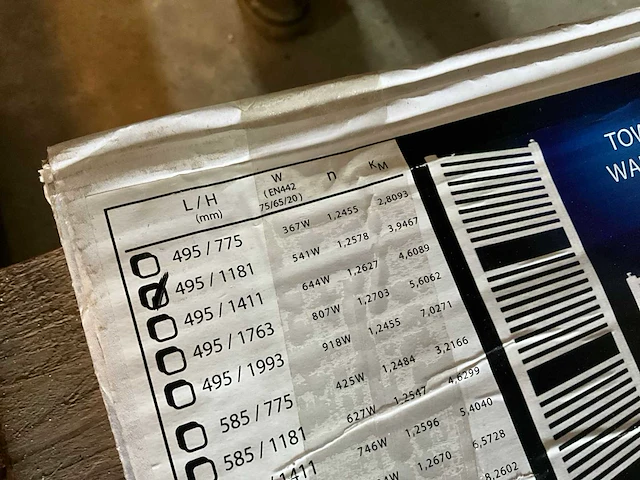 L / H
(mm)
W
(EN442
75/65/20)
n
KM
495 / 775 367W 1,2455 2,8093
495 / 1181 541W 1,2578 3,9467
495 / 1411 644W 1,2627 4,6089
495 / 1763 807W 1,2703 5,6062
495 / 1993 918W 1,2455 7,0271
585 / 775 425W 1,2484 3,2166
585 / 1181 627W 1,2547 4,6299
/ 1411 746W 1,2596 5,4040
1,2670 6,5728
8,2602
TOW
WA